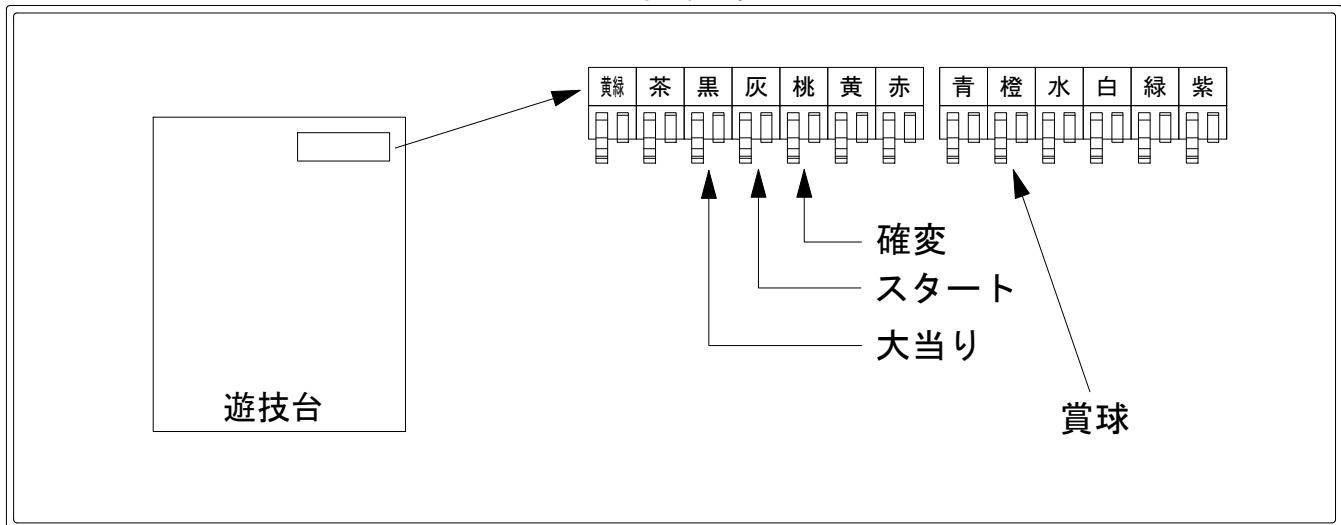 黄緑 茶 黒 灰 桃 黄 赤 青 橙 水 白 緑 紫
確変
スタート
大当り
遊技台
賞球